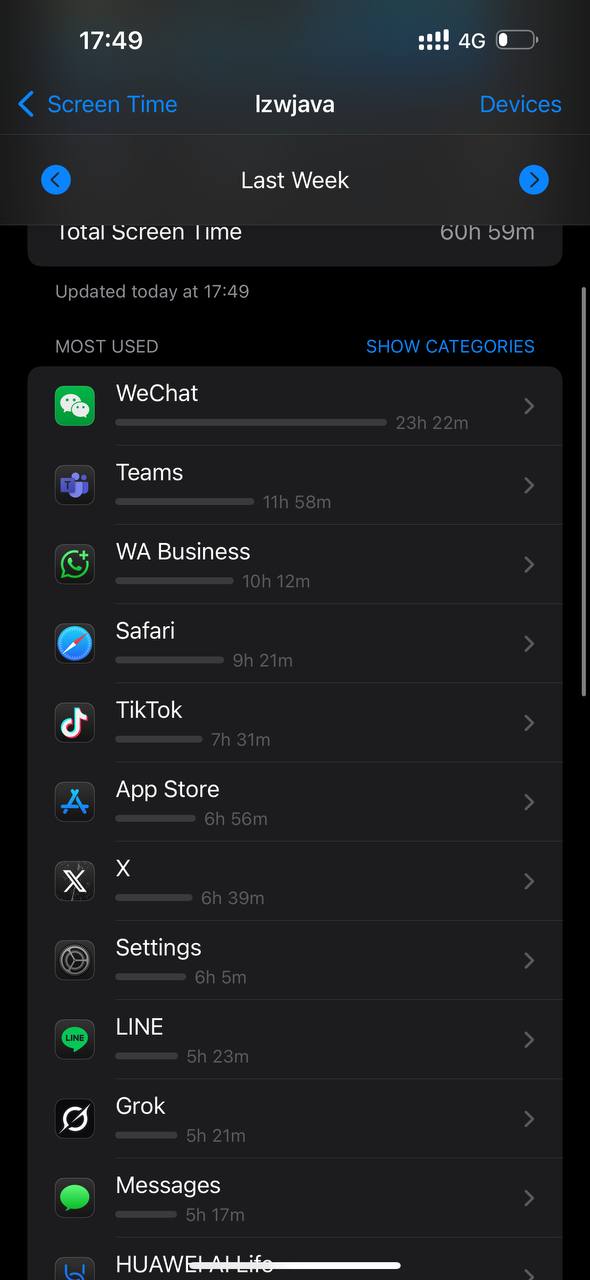 17:49
4G
Screen Time
Izwjava
Devices
Last Week
Total Screen Time
60h 59m
Updated today at 17:49
MOST USED
SHOW CATEGORIES
WeChat
23h 22m
Teams
11h 58m
WA Business
10h 12m
Safari
9h 21m
TikTok
7h 31m
App Store
6h 56m
X
6h 39m
Settings
6h 5m
LINE
LINE
5h 23m
Grok
5h 21m
Messages
5h 17m
HUAWEI AI Life